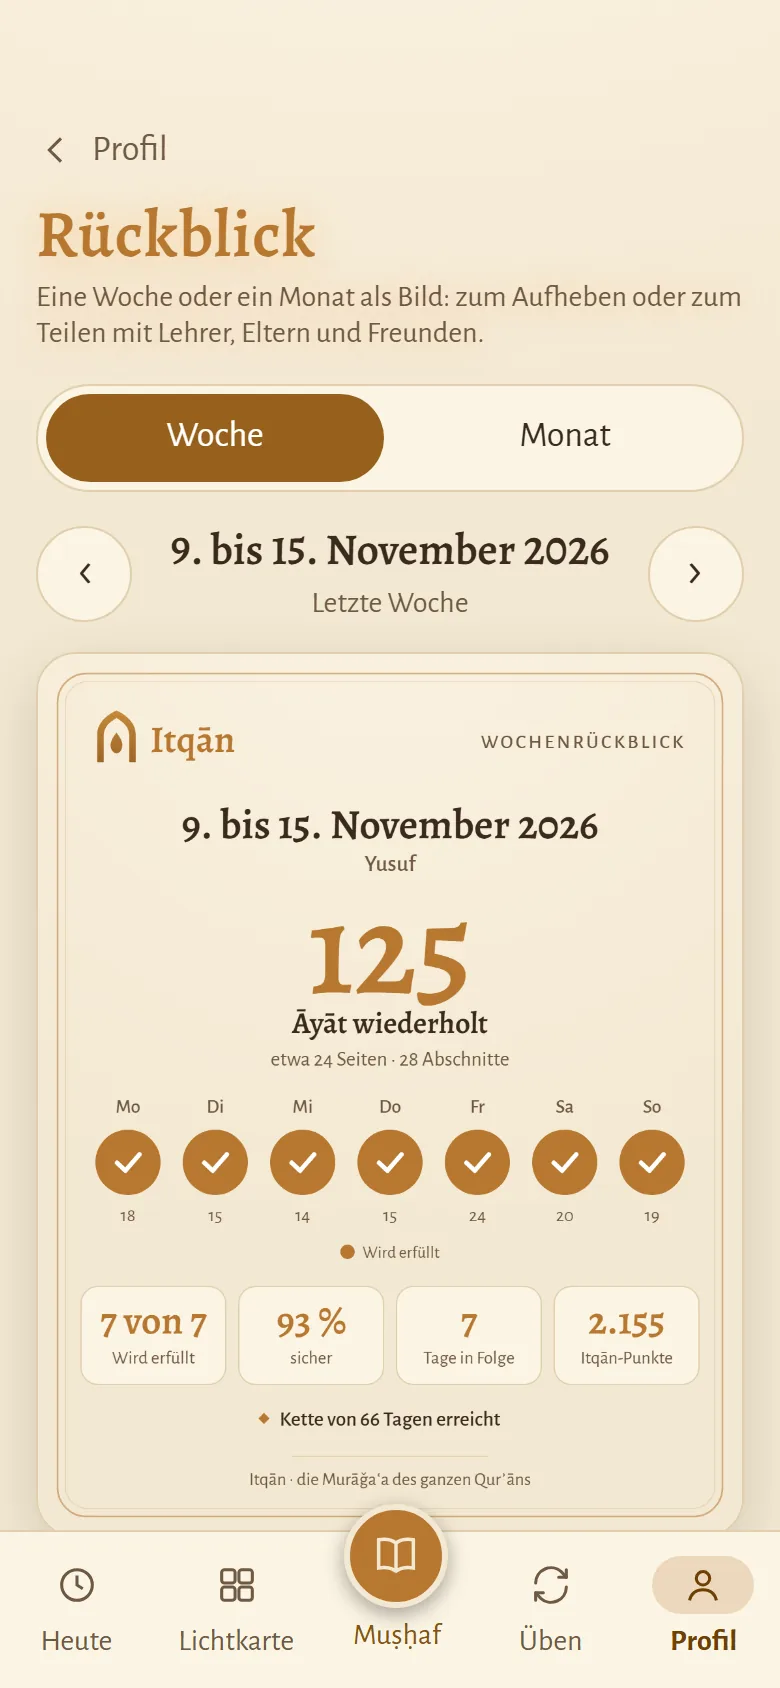 Profil
Rückblick
Eine Woche oder ein Monat als Bild: zum Aufheben oder zum
Teilen mit Lehrer, Eltern und Freunden.
Woche Monat
9. bis 15. November 2026
Letzte Woche
Itqān WOCHENRÜCKBLICK
9. bis 15. November 2026
Yusuf
125
Āyāt wiederholt
etwa 24 Seiten · 28 Abschnitte
Mo Di Mi Do Fr Sa So
18 15 14 15 24 20 19
Wird erfüllt
7 von 7 93 % 7 2.155
Wird erfüllt sicher Tage in Folge Itqān-Punkte
Kette von 66 Tagen erreicht
Itqān · die Murāǧaʿa des ganzen Qurʾāns
Heute Lichtkarte Muṣḥaf Üben Profil